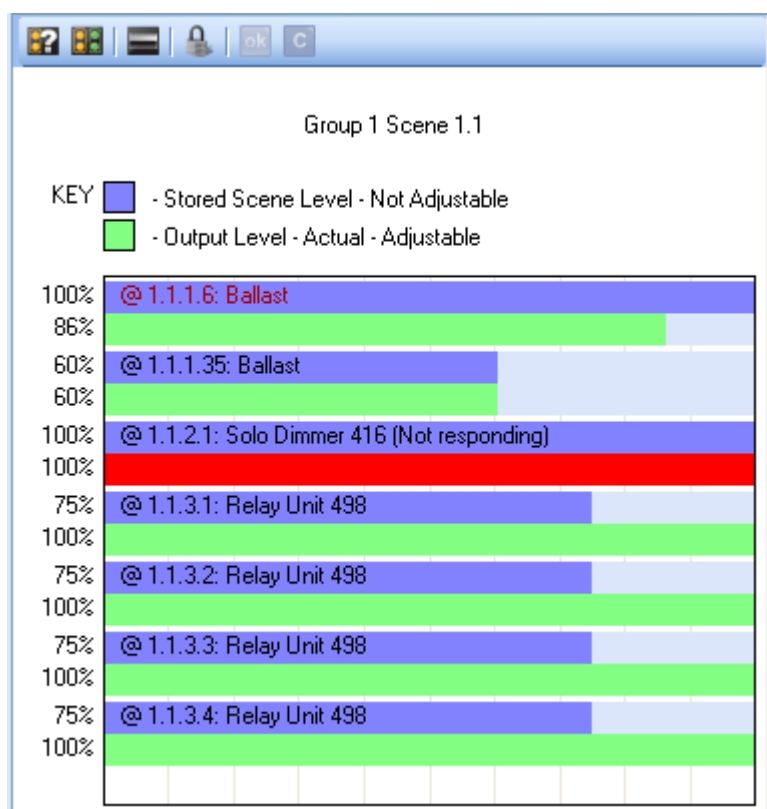 ? ok C
Group 1 Scene 1.1
KEY - Stored Scene Level - Not Adjustable
- Output Level - Actual - Adjustable
100% @ 1.1.1.6: Ballast
86%
60% @ 1.1.1.35: Ballast
60%
100% @ 1.1.2.1: Solo Dimmer 416 (Not responding)
100%
75% @ 1.1.3.1: Relay Unit 498
100%
75% @ 1.1.3.2: Relay Unit 498
100%
75% @ 1.1.3.3: Relay Unit 498
100%
75% @ 1.1.3.4: Relay Unit 498
100%